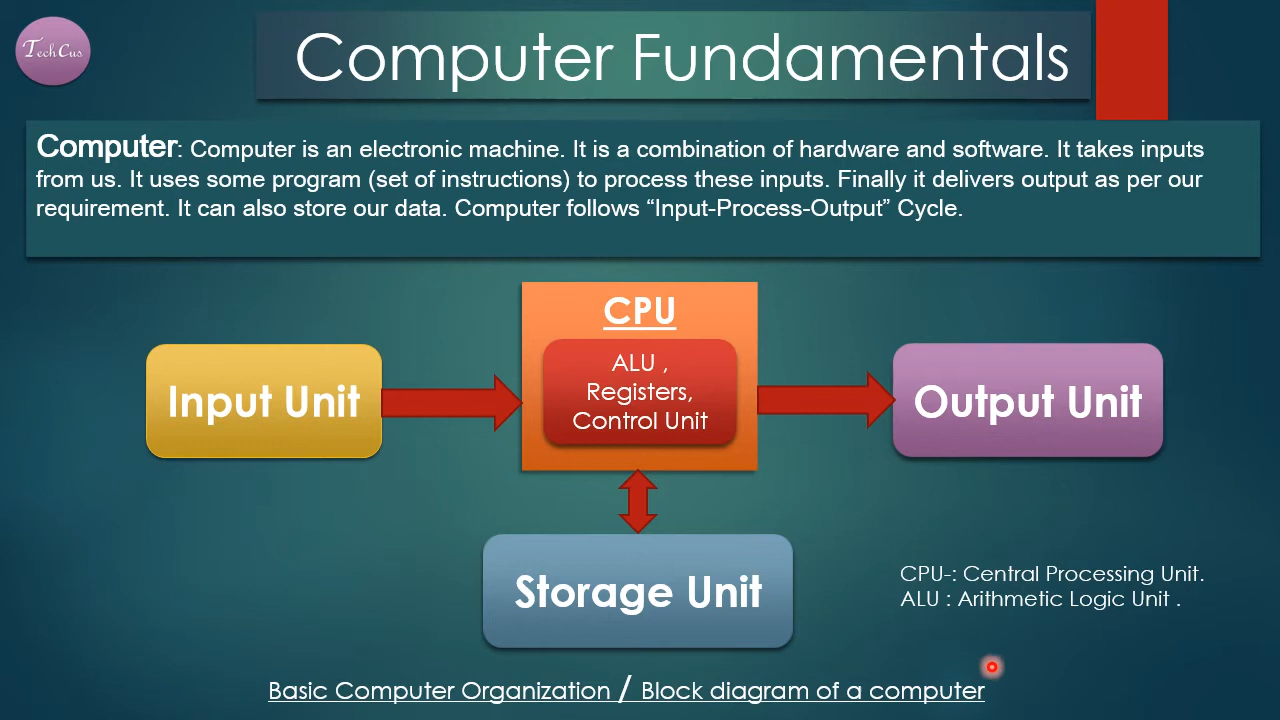 TechCus
Computer Fundamentals
Computer: Computer is an electronic machine. It is a combination of hardware and software. It takes inputs
from us. It uses some program (set of instructions) to process these inputs. Finally it delivers output as per our
requirement. It can also store our data. Computer follows “Input-Process-Output” Cycle.
CPU
ALU ,
Registers,
Control Unit
Input Unit
Output Unit
Storage Unit
CPU-: Central Processing Unit.
ALU : Arithmetic Logic Unit .
Basic Computer Organization / Block diagram of a computer